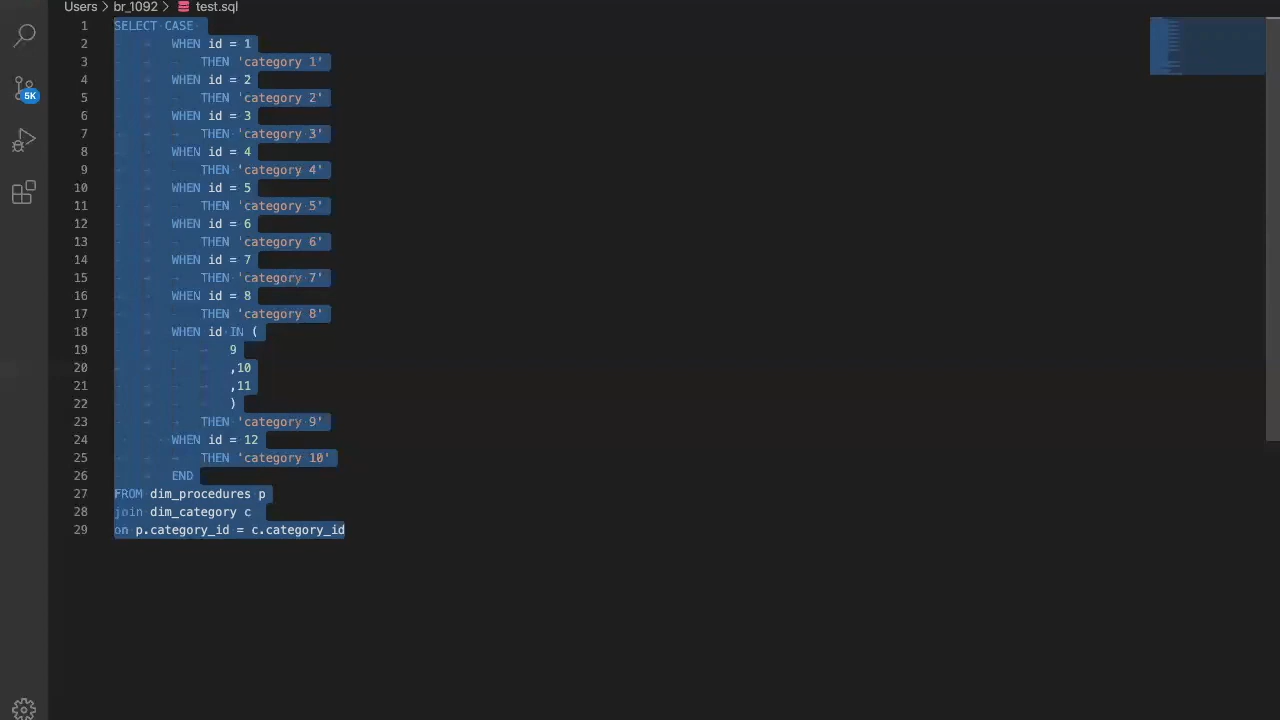 Users > br_1092 > test.sql
1 SELECT CASE
2 WHEN id = 1
3 THEN 'category 1'
4 WHEN id = 2
5 THEN 'category 2'
6 WHEN id = 3
7 THEN 'category 3'
8 WHEN id = 4
9 THEN 'category 4'
10 WHEN id = 5
11 THEN 'category 5'
12 WHEN id = 6
13 THEN 'category 6'
14 WHEN id = 7
15 THEN 'category 7'
16 WHEN id = 8
17 THEN 'category 8'
18 WHEN id IN (
19 9
20 ,10
21 ,11
22 )
23 THEN 'category 9'
24 WHEN id = 12
25 THEN 'category 10'
26 END
27 FROM dim_procedures p
28 join dim_category c
29 on p.category_id = c.category_id
5K